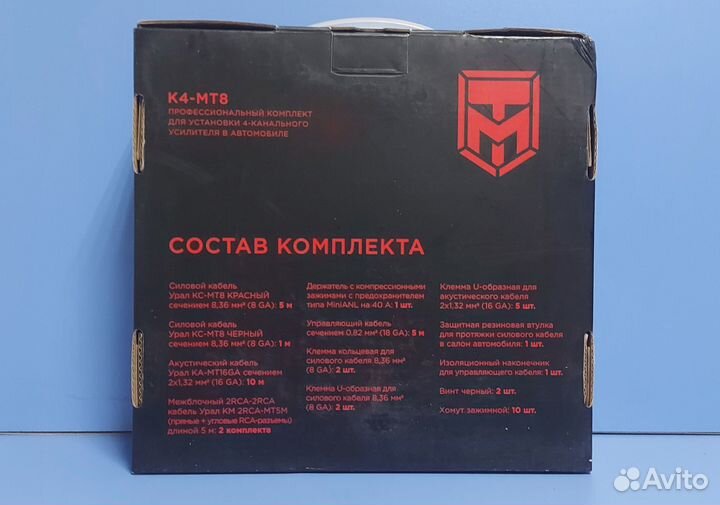 K4-MT8
ПРОФЕССИОНАЛЬНЫЙ КОМПЛЕКТ
ДЛЯ УСТАНОВКИ 4-КАНАЛЬНОГО
УСИЛИТЕЛЯ В АВТОМОБИЛЕ
TM
СОСТАВ КОМПЛЕКТА
Силовой кабель
Урал КС-МТ8 КРАСНЫЙ
сечением 8,36 мм² (8 GA): 5 м
Силовой кабель
Урал КС-МТ8 ЧЕРНЫЙ
сечением 8,36 мм² (8 GA): 1 м
Акустический кабель
Урал КА-МТ16GA сечением
2х1,32 мм² (16 GA): 10 м
Межблочный 2RCA-2RCA
кабель Урал КМ 2RCA-MT5M
(прямые + угловые RCA-разъемы)
длиной 5 м: 2 комплекта
Держатель с компрессионными
зажимами с предохранителем
типа MiniANL на 40 А: 1 шт.
Управляющий кабель
сечением 0,82 мм² (18 GA): 5 м
Клемма кольцевая для
силового кабеля 8,36 мм²
(8 GA): 2 шт.
Клемма U-образная для
силового кабеля 8,36 мм²
(8 GA): 2 шт.
Клемма U-образная для
акустического кабеля
2х1,32 мм² (16 GA): 5 шт.
Защитная резиновая втулка
для протяжки силового кабеля
в салон автомобиля: 1 шт.
Изоляционный наконечник
для управляющего кабеля: 1 шт.
Винт черный: 2 шт.
Хомут зажимной: 10 шт.
Avito